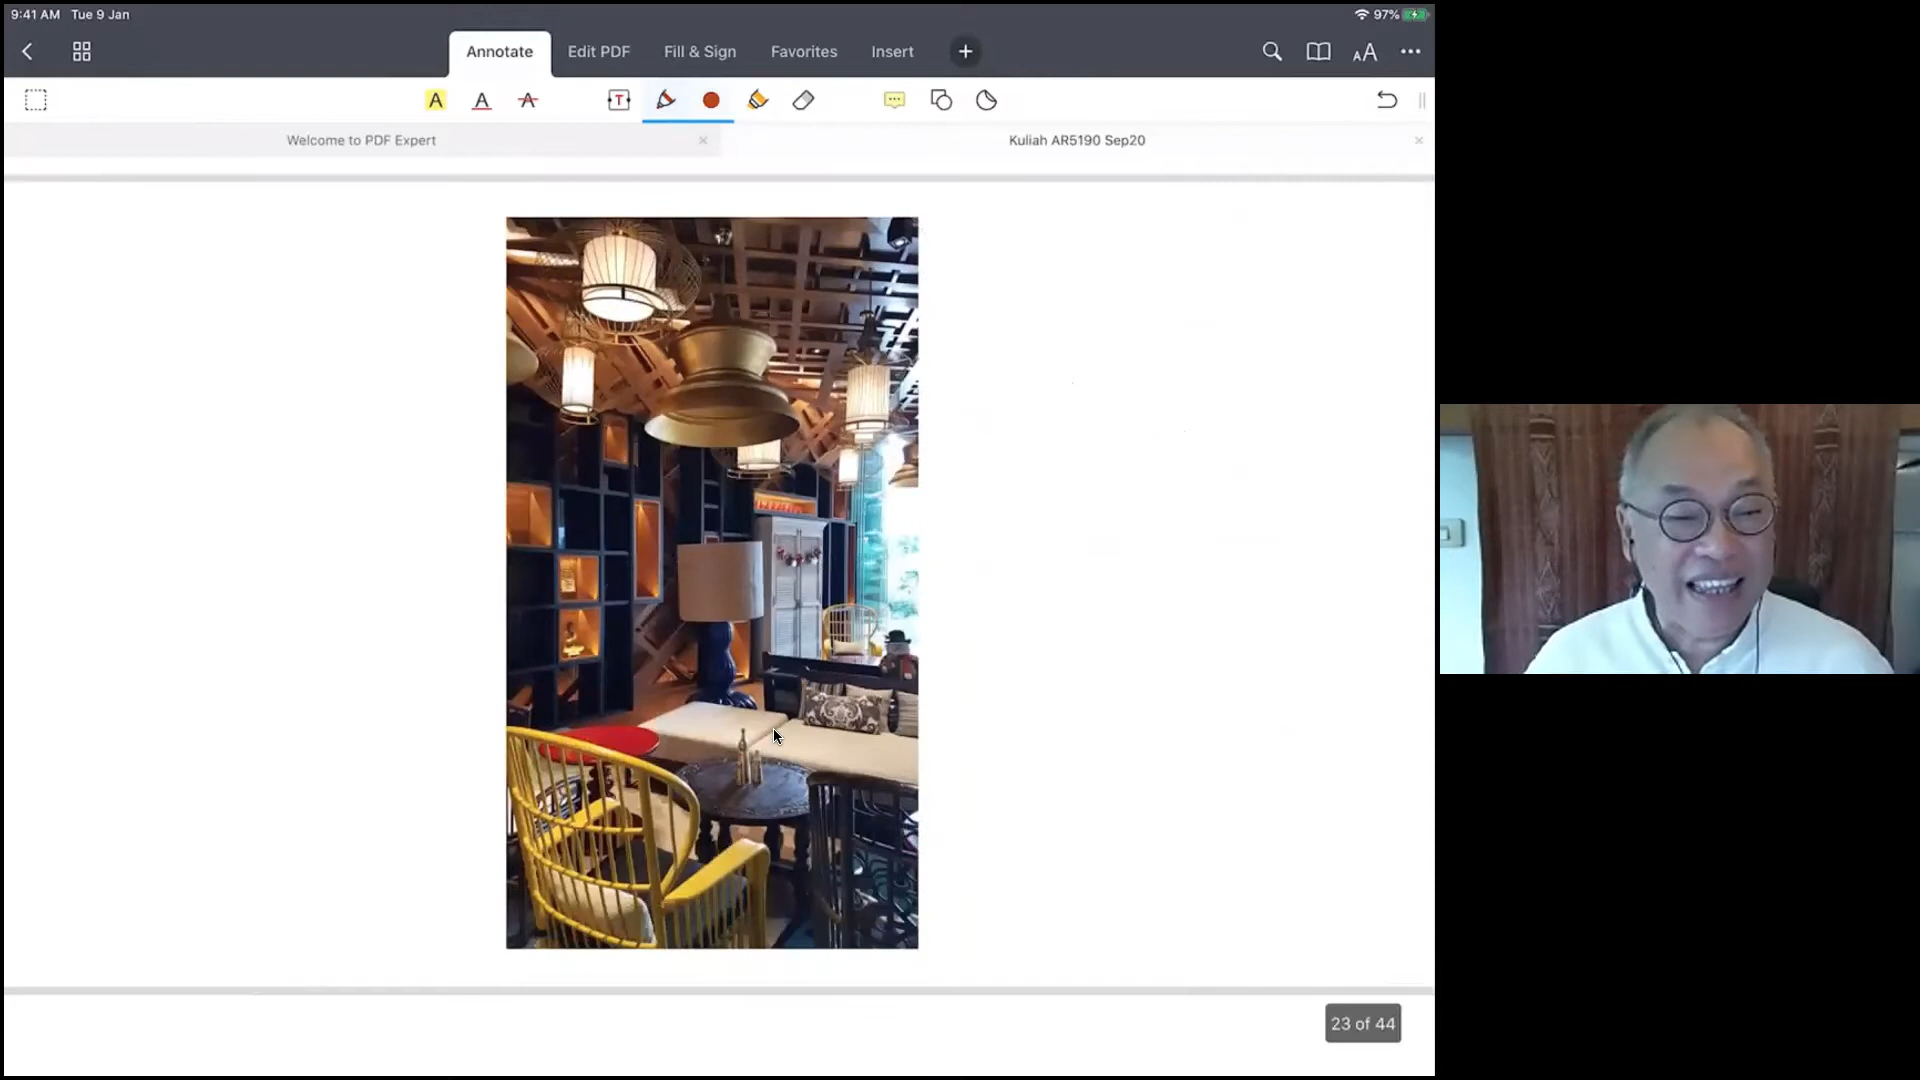 9:41 AM Tue 9 Jan
97%
Annotate
Edit PDF
Fill & Sign
Favorites
Insert
AA
A
A
A
T
Welcome to PDF Expert
Kuliah AR5190 Sep20
23 of 44